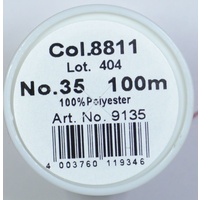 Col.8811
Lot. 404
No.35 100m
100% Polyester
Art. No. 9135
4 003760 119346